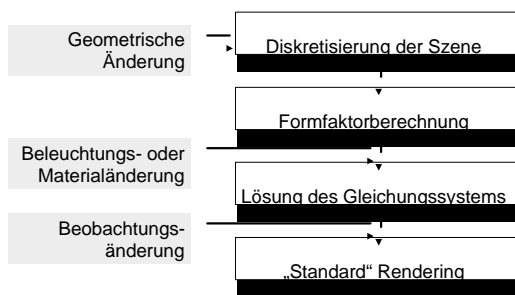 Geometrische
Änderung
Diskretisierung der Szene
Formfaktorberechnung
Beleuchtungs- oder
Materialänderung
Lösung des Gleichungssystems
Beobachtungs-
änderung
„Standard“ Rendering